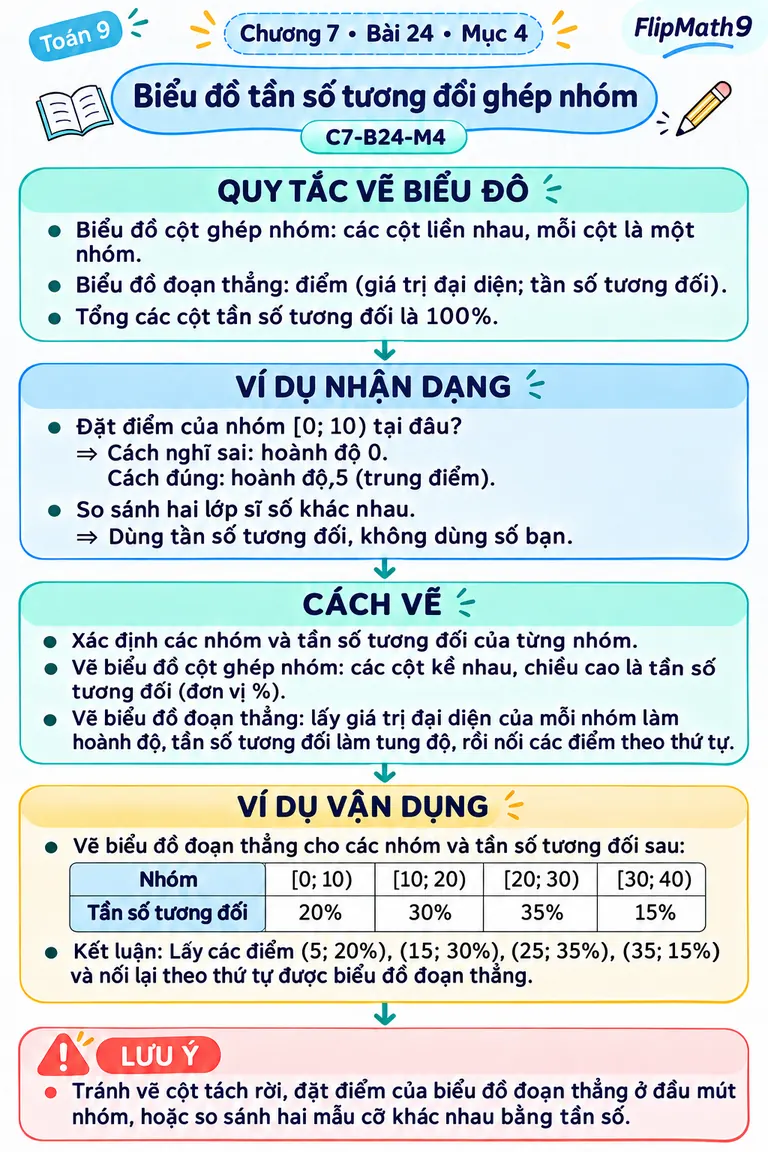 Toán 9
Chương 7 • Bài 24 • Mục 4
FlipMath9
Biểu đồ tần số tương đồi ghép nhóm
C7-B24-M4
QUY TẮC VẼ BIỂU ĐÔ
• Biểu đồ cột ghép nhóm: các cột liền nhau, mỗi cột là một
nhóm.
• Biểu đồ đoạn thẳng: điểm (giá trị đại diện; tần số tương đối).
• Tổng các cột tần số tương đối là 100%.
VÍ DỤ NHẬN DẠNG
• Đặt điểm của nhóm [0; 10) tại đâu?
⇒ Cách nghĩ sai: hoành độ 0.
Cách đúng: hoành độ,5 (trung điểm).
• So sánh hai lớp sĩ số khác nhau.
⇒ Dùng tần số tương đối, không dùng số bạn.
CÁCH VẼ
• Xác định các nhóm và tần số tương đối của từng nhóm.
• Vẽ biểu đồ cột ghép nhóm: các cột kề nhau, chiều cao là tần số
tương đối (đơn vị %).
• Vẽ biểu đồ đoạn thẳng: lấy giá trị đại diện của mỗi nhóm làm
hoành độ, tần số tương đối làm tung độ, rồi nối các điểm theo thứ tự.
VÍ DỤ VẬN DỤNG
• Vẽ biểu đồ đoạn thẳng cho các nhóm và tần số tương đối sau:
Nhóm [0; 10) [10; 20) [20; 30) [30; 40)
Tần số tương đối 20% 30% 35% 15%
• Kết luận: Lấy các điểm (5; 20%), (15; 30%), (25; 35%), (35; 15%)
và nối lại theo thứ tự được biểu đồ đoạn thẳng.
LƯU Ý
• Tránh vẽ cột tách rời, đặt điểm của biểu đồ đoạn thẳng ở đầu mút
nhóm, hoặc so sánh hai mẫu cỡ khác nhau bằng tần số.